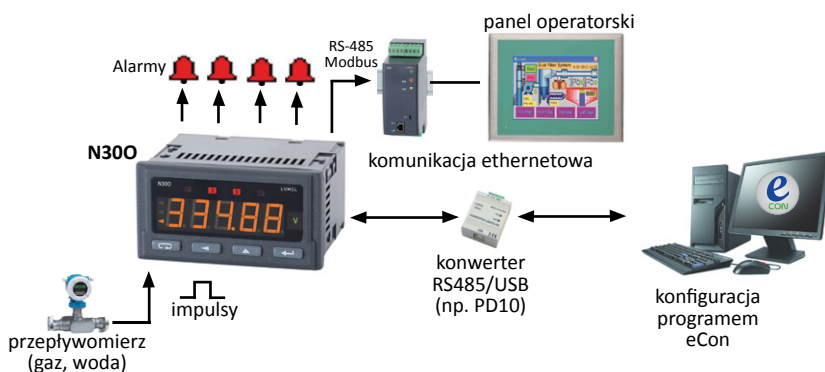 panel operatorski
RS-485
Modbus
Alarmy
N30O
komunikacja ethernetowa
N30O
LUMEL
334.88
V
e
CON
impulsy
konwerter
RS485/USB
(np. PD10)
przepływomierz
(gaz, woda)
konfiguracja
programem
eCon